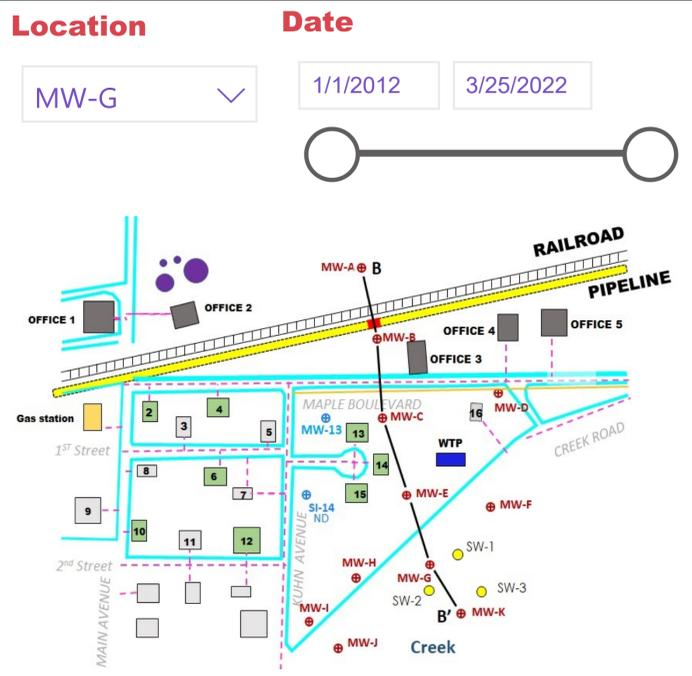 Location
Date
MW-G
1/1/2012
3/25/2022
RAILROAD
MW-A
B
PIPELINE
OFFICE 1
OFFICE 2
MW-B
OFFICE 4
OFFICE 5
OFFICE 3
Gas station
2
4
MAPLE BOULEVARD
MW-C
16
MW-D
3
5
MW-13
13
CREEK ROAD
1ST Street
WTP
8
6
14
7
15
MW-E
9
SI-14
ND
MW-F
10
11
12
KUHN AVENUE
SW-1
2nd Street
MW-H
MW-G
SW-2
SW-3
MAIN AVENUE
MW-I
B'
MW-K
MW-J
Creek